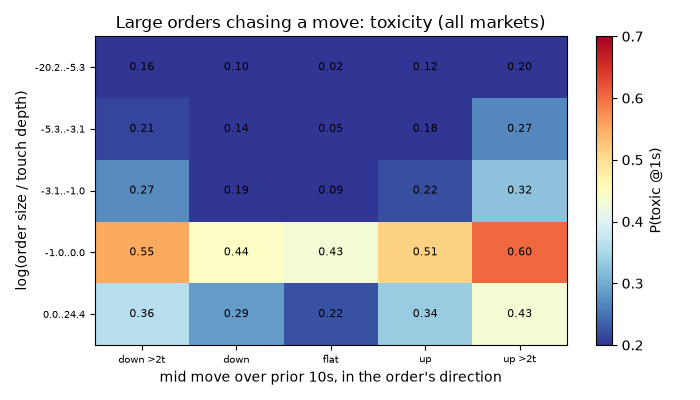 Large orders chasing a move: toxicity (all markets)
log(order size / touch depth)
-20.2..-5.3 0.16 0.10 0.02 0.12 0.20
-5.3..-3.1 0.21 0.14 0.05 0.18 0.27
-3.1..-1.0 0.27 0.19 0.09 0.22 0.32
-1.0..0.0 0.55 0.44 0.43 0.51 0.60
0.0..24.4 0.36 0.29 0.22 0.34 0.43
down >2t down flat up up >2t
mid move over prior 10s, in the order's direction
0.7
0.6
0.5
0.4
0.3
0.2
P(toxic @1s)